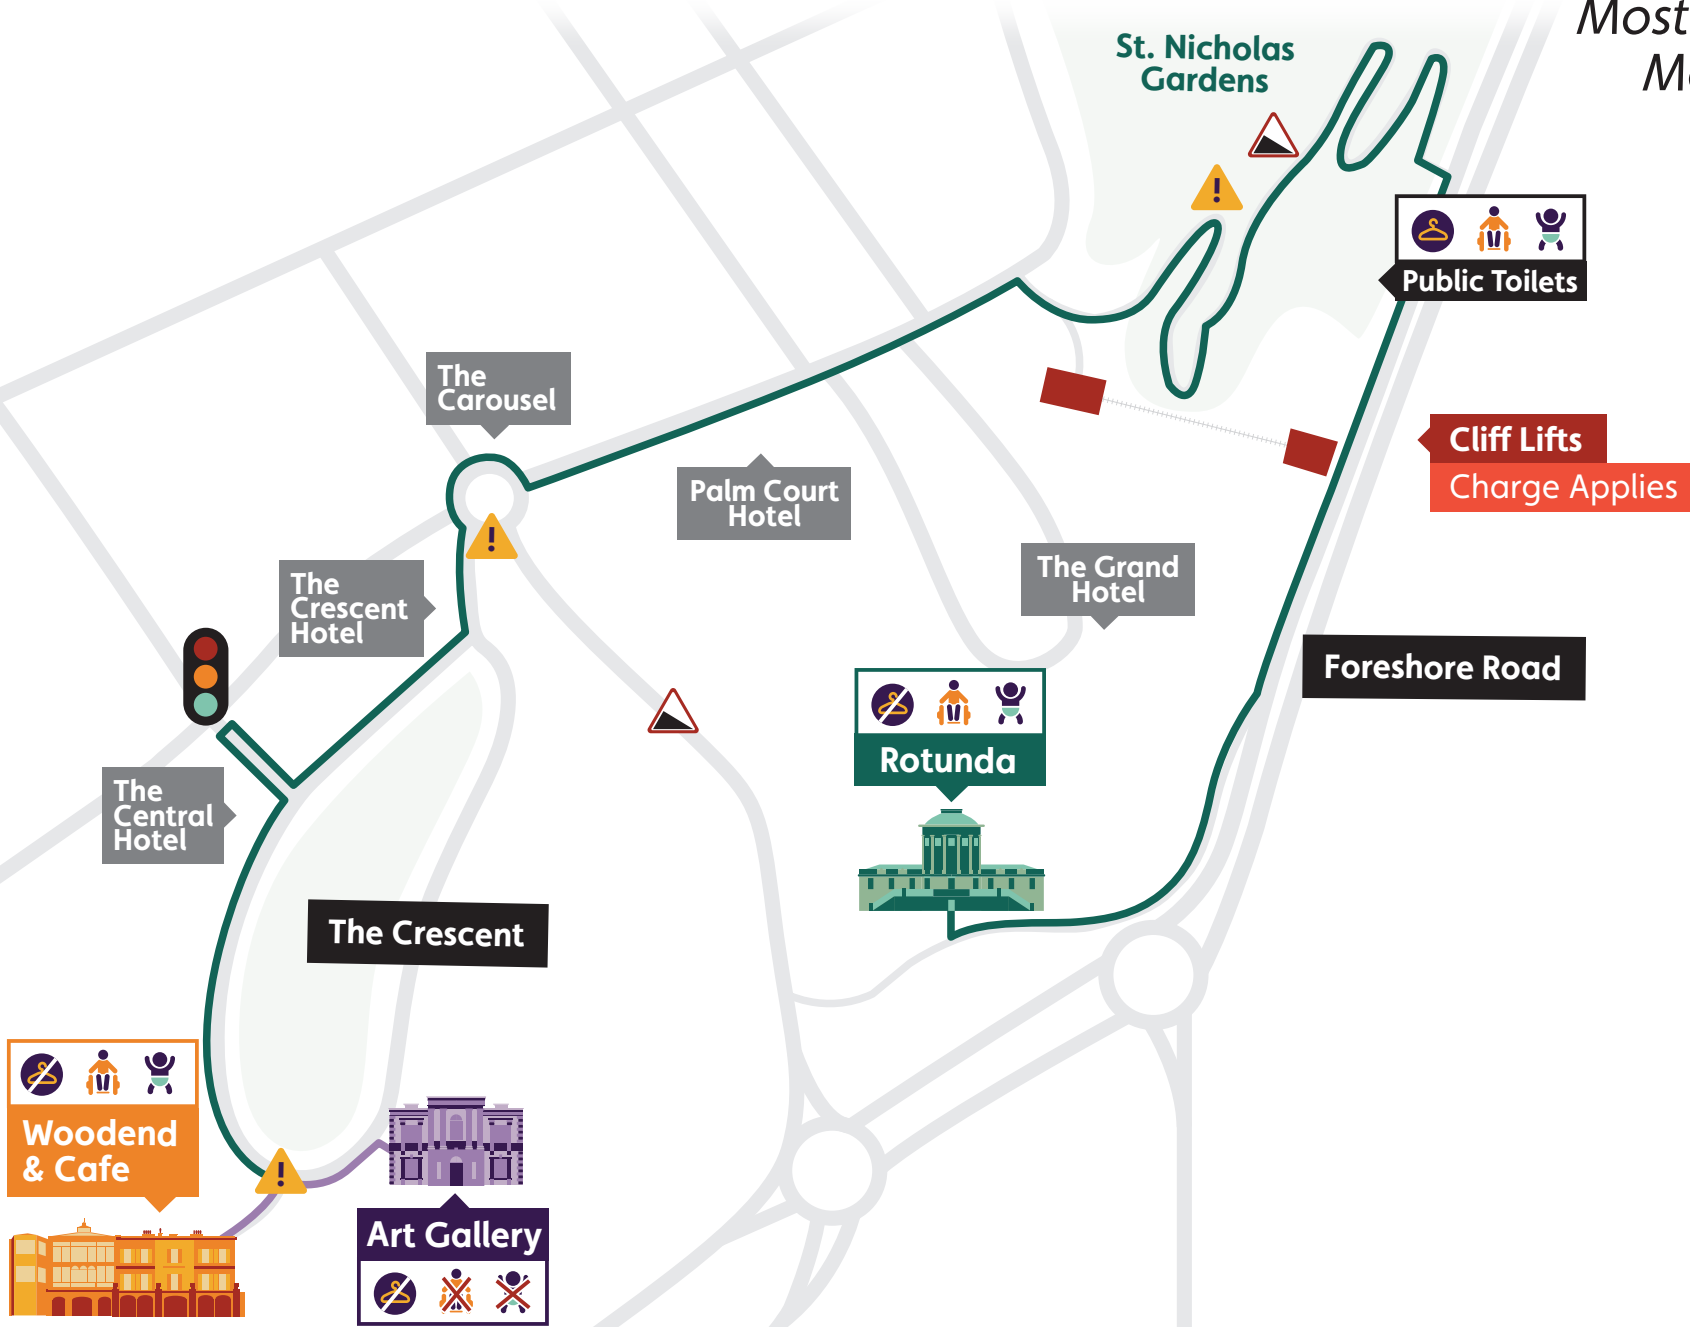 Most
St. Nicholas
Gardens
Public Toilets
The
Carousel
Cliff Lifts
Charge Applies
Palm Court
Hotel
The Grand
Hotel
The
Crescent
Hotel
Foreshore Road
Rotunda
The
Central
Hotel
The Crescent
Woodend
& Cafe
Art Gallery